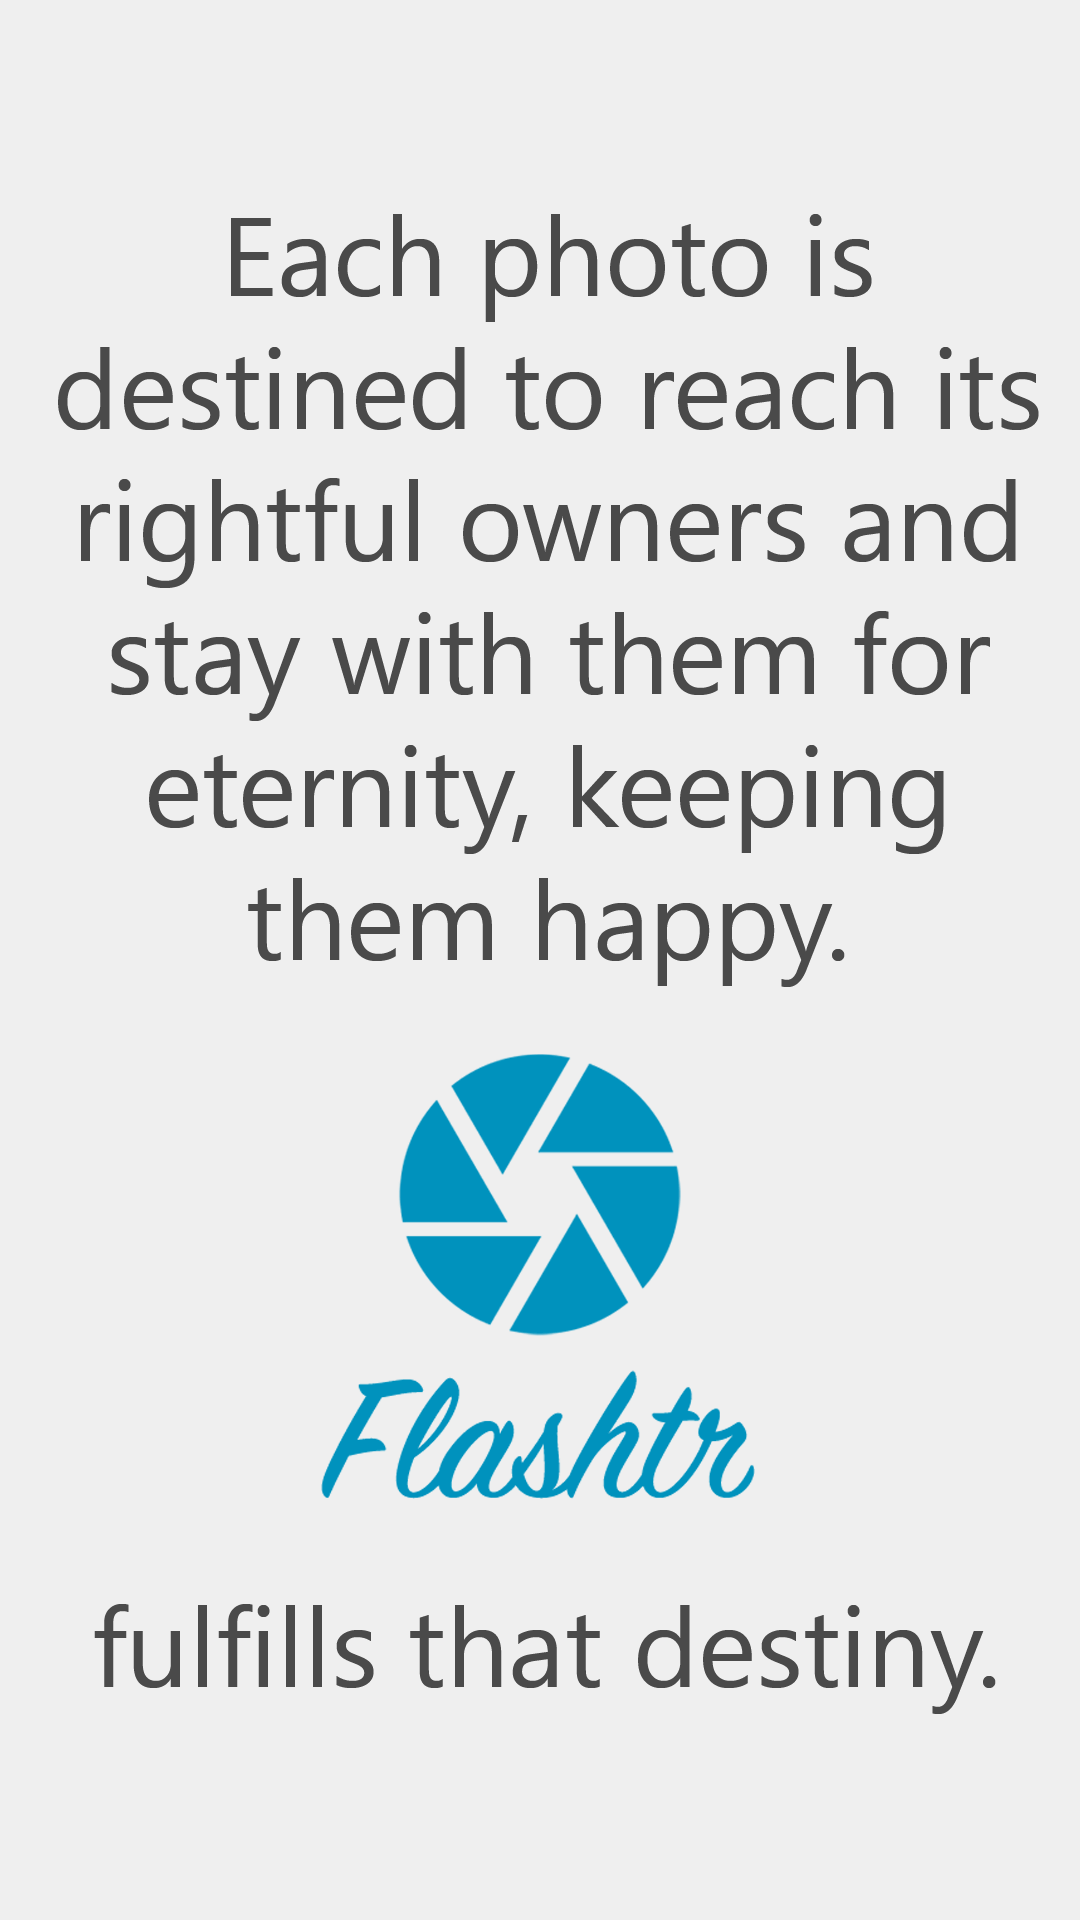 Each photo is
destined to reach its
rightful owners and
stay with them for
eternity, keeping
them happy.
Flashtr
fulfills that destiny.